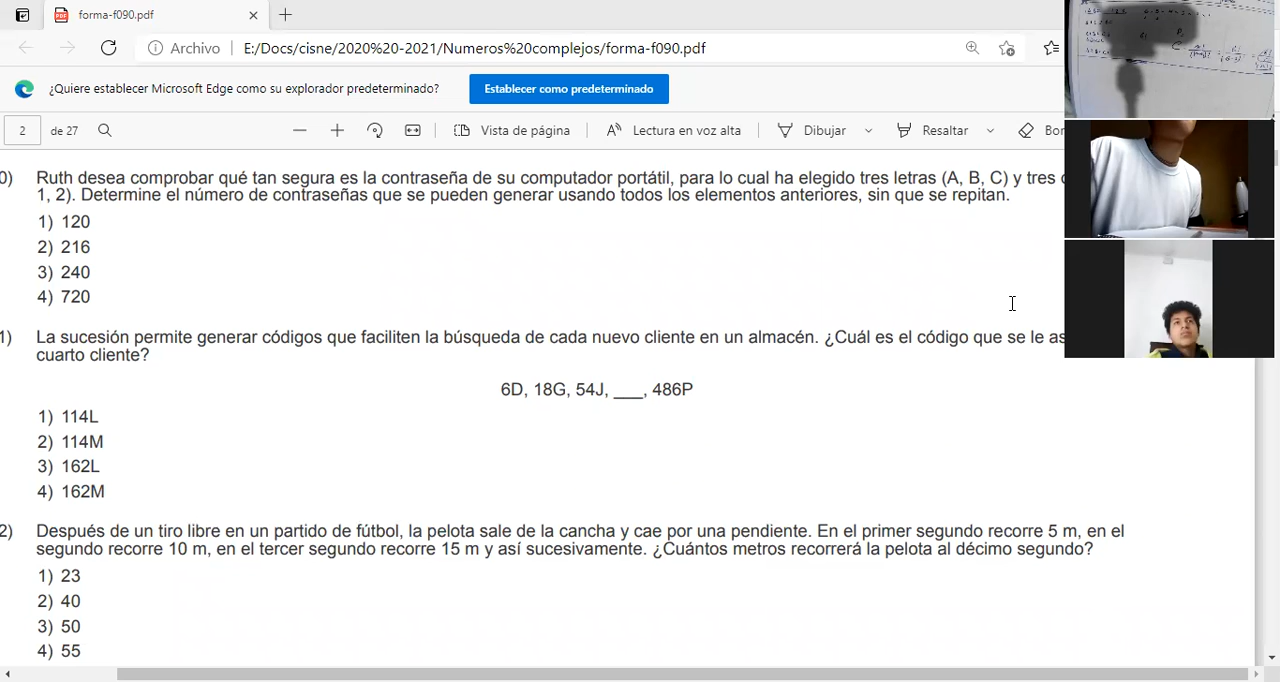 forma-f090.pdf
Archivo
E:/Docs/cisne/2020%20-2021/Numeros%20complejos/forma-f090.pdf
¿Quiere establecer Microsoft Edge como su explorador predeterminado?
Establecer como predeterminado
2 de 27
Vista de página
Lectura en voz alta
Dibujar
Resaltar
Bor
0) Ruth desea comprobar qué tan segura es la contraseña de su computador portátil, para lo cual ha elegido tres letras (A, B, C) y tres
1, 2). Determine el número de contraseñas que se pueden generar usando todos los elementos anteriores, sin que se repitan.
1) 120
2) 216
3) 240
4) 720
1) La sucesión permite generar códigos que faciliten la búsqueda de cada nuevo cliente en un almacén. ¿Cuál es el código que se le as
cuarto cliente?
6D, 18G, 54J, ___, 486P
1) 114L
2) 114M
3) 162L
4) 162M
2) Después de un tiro libre en un partido de fútbol, la pelota sale de la cancha y cae por una pendiente. En el primer segundo recorre 5 m, en el
segundo recorre 10 m, en el tercer segundo recorre 15 m y así sucesivamente. ¿Cuántos metros recorrerá la pelota al décimo segundo?
1) 23
2) 40
3) 50
4) 55